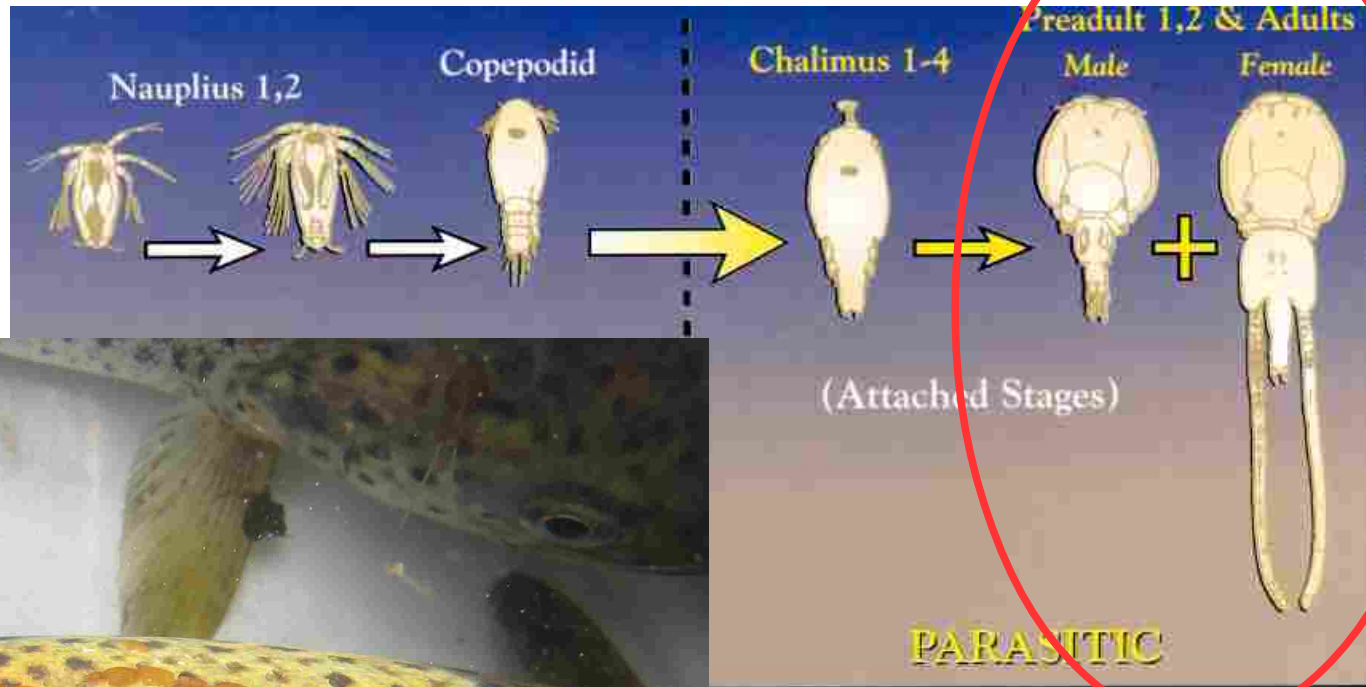 Nauplius 1,2
Copepodid
Chalimus 1-4
Preadult 1,2 & Adults
Male Female
(Attached Stages)
PARASITIC